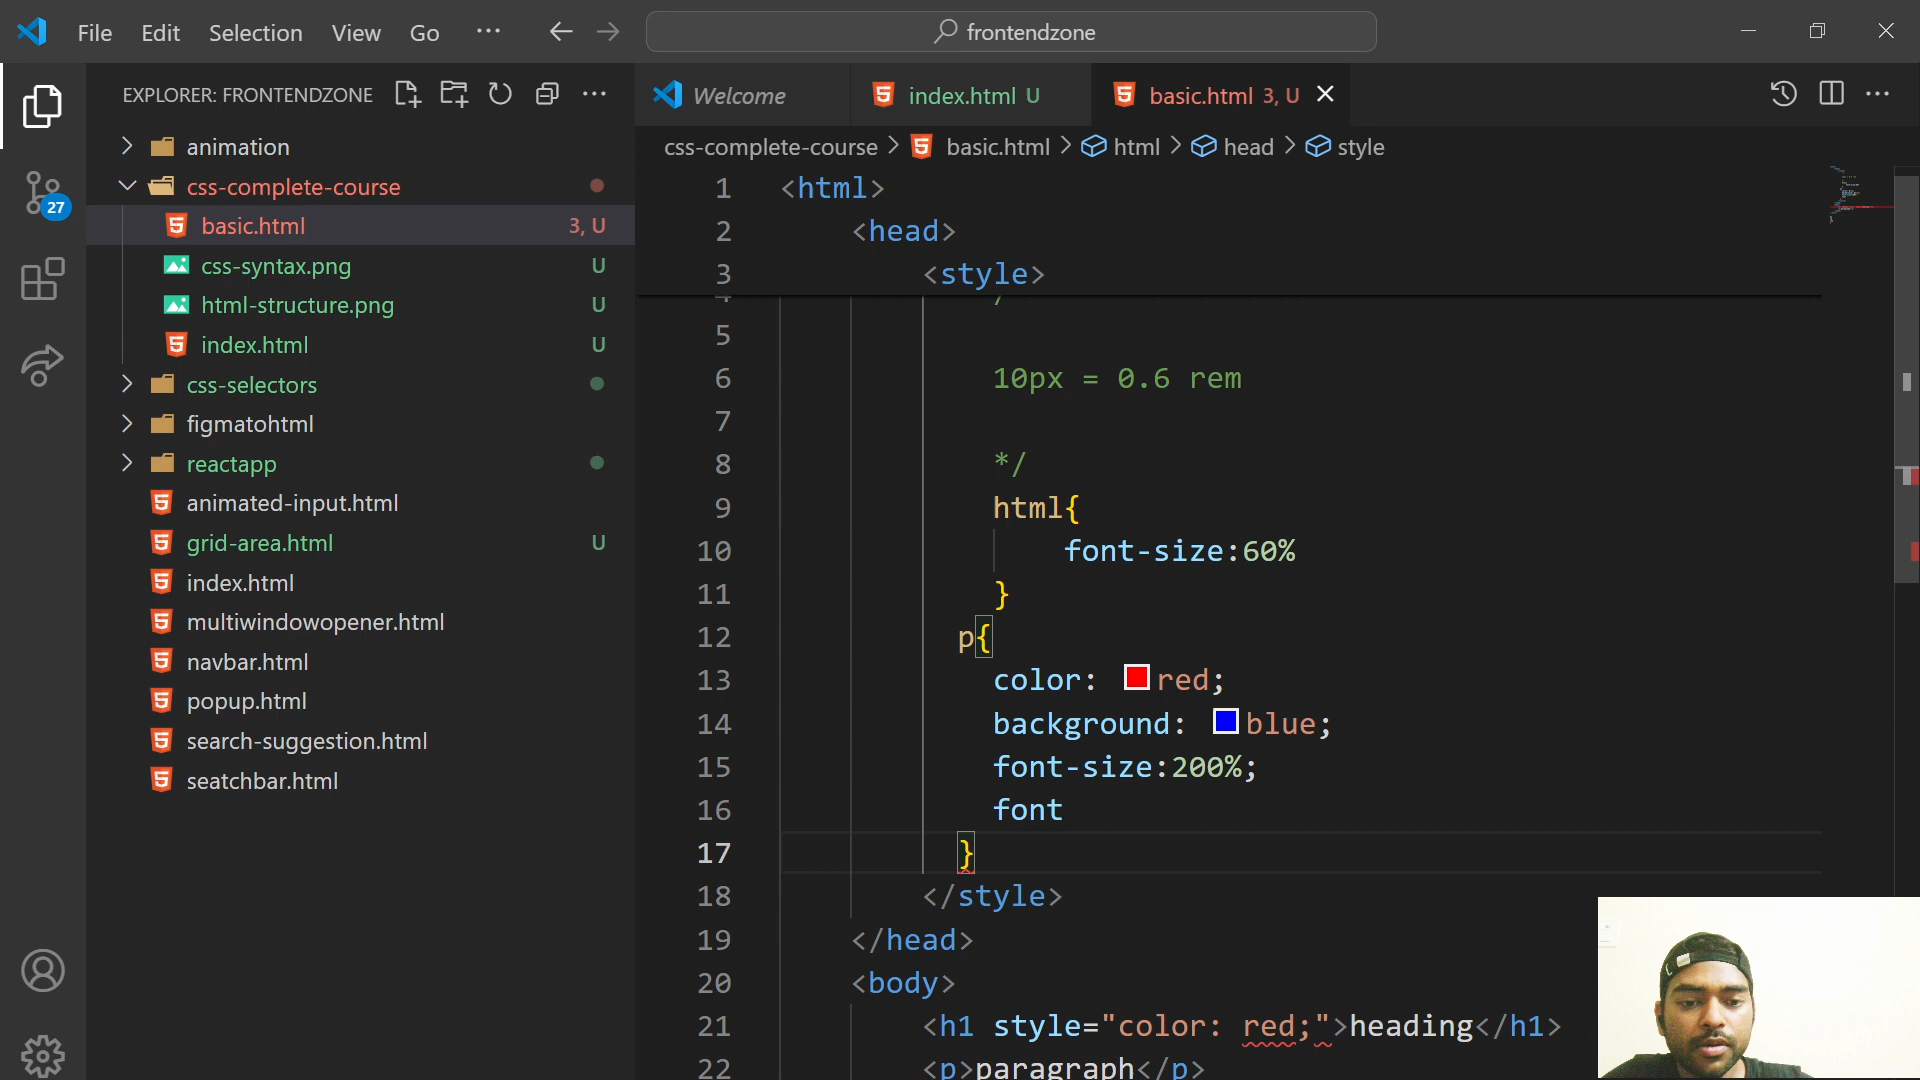 File Edit Selection View Go ··· frontendzone
EXPLORER: FRONTENDZONE ···
animation
css-complete-course
basic.html 3, U
css-syntax.png U
html-structure.png U
index.html U
css-selectors
figmatohtml
reactapp
animated-input.html
grid-area.html U
index.html
multiwindowopener.html
navbar.html
popup.html
search-suggestion.html
seatchbar.html
27
Welcome index.html U basic.html 3, U
css-complete-course > basic.html > html > head > style
1 <html>
2 <head>
3 <style>
5
6 10px = 0.6 rem
7
8 */
9 html{
10 font-size:60%
11 }
12 p{
13 color: red;
14 background: blue;
15 font-size:200%;
16 font
17 }
18 </style>
19 </head>
20 <body>
21 <h1 style="color: red;">heading</h1>
22 <p>paragraph</p>